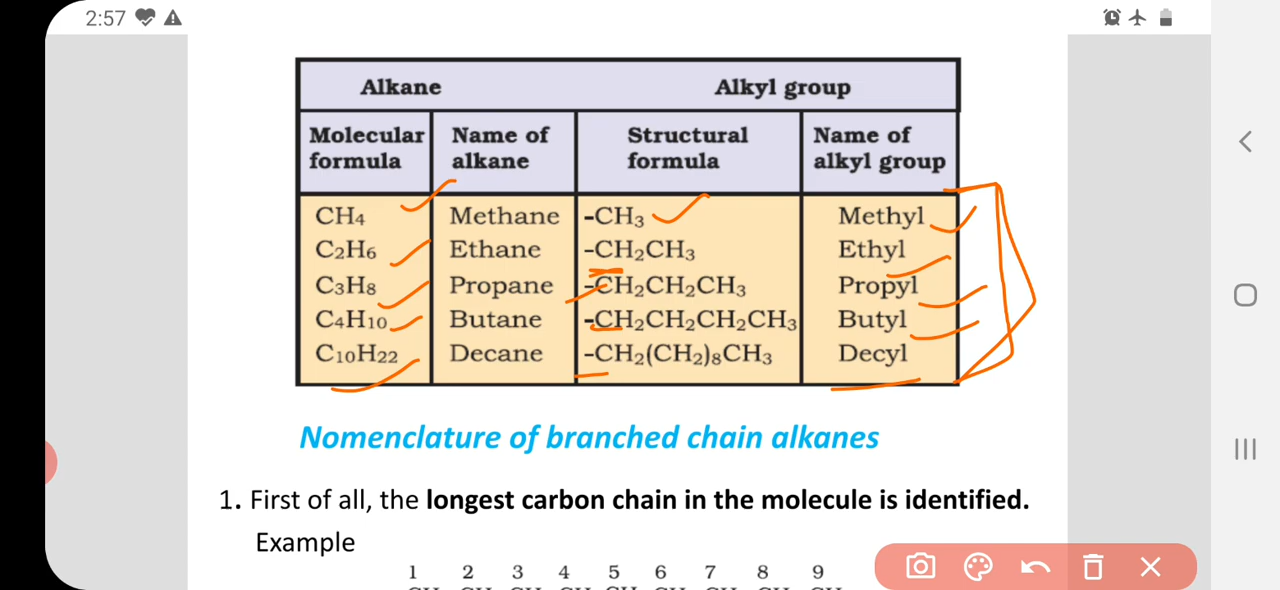 2:57
Alkane Alkyl group
Molecular formula Name of alkane Structural formula Name of alkyl group
CH4 Methane -CH3 Methyl
C2H6 Ethane -CH2CH3 Ethyl
C3H8 Propane -CH2CH2CH3 Propyl
C4H10 Butane -CH2CH2CH2CH3 Butyl
C10H22 Decane -CH2(CH2)8CH3 Decyl
Nomenclature of branched chain alkanes
1. First of all, the longest carbon chain in the molecule is identified.
Example
1 2 3 4 5 6 7 8 9